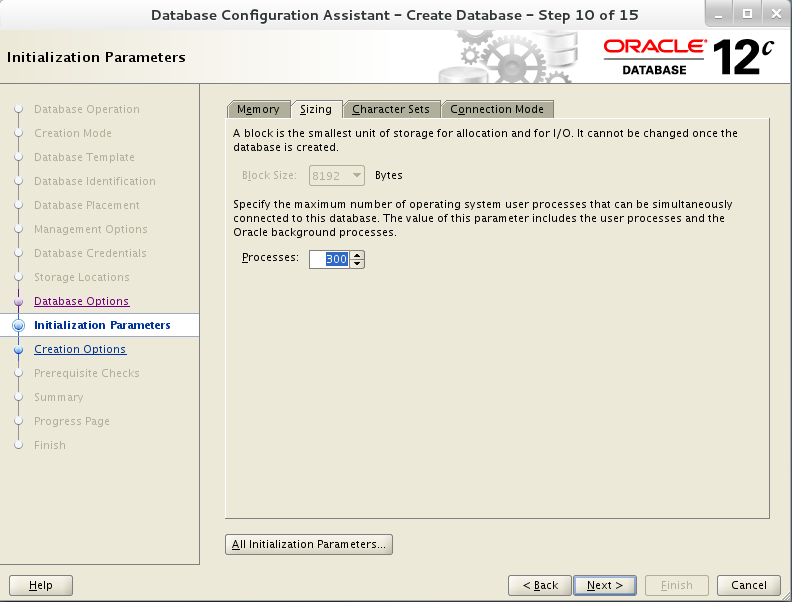 Database Configuration Assistant – Create Database – Step 10 of 15
Initialization Parameters
ORACLE®
DATABASE
12c
Database Operation
Creation Mode
Database Template
Database Identification
Database Placement
Management Options
Database Credentials
Storage Locations
Database Options
Initialization Parameters
Creation Options
Prerequisite Checks
Summary
Progress Page
Finish
Memory Sizing Character Sets Connection Mode
A block is the smallest unit of storage for allocation and for I/O. It cannot be changed once the
database is created.
Block Size: 8192 Bytes
Specify the maximum number of operating system user processes that can be simultaneously
connected to this database. The value of this parameter includes the user processes and the
Oracle background processes.
Processes: 300
All Initialization Parameters...
Help < Back Next > Finish Cancel